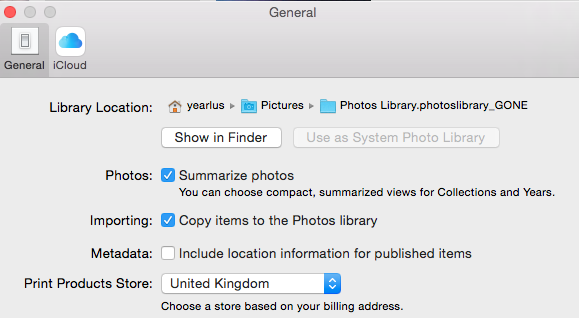 General
General iCloud
Library Location: yearlus ▸ Pictures ▸ Photos Library.photoslibrary_GONE
Show in Finder Use as System Photo Library
Photos: Summarize photos
You can choose compact, summarized views for Collections and Years.
Importing: Copy items to the Photos library
Metadata: Include location information for published items
Print Products Store: United Kingdom
Choose a store based on your billing address.